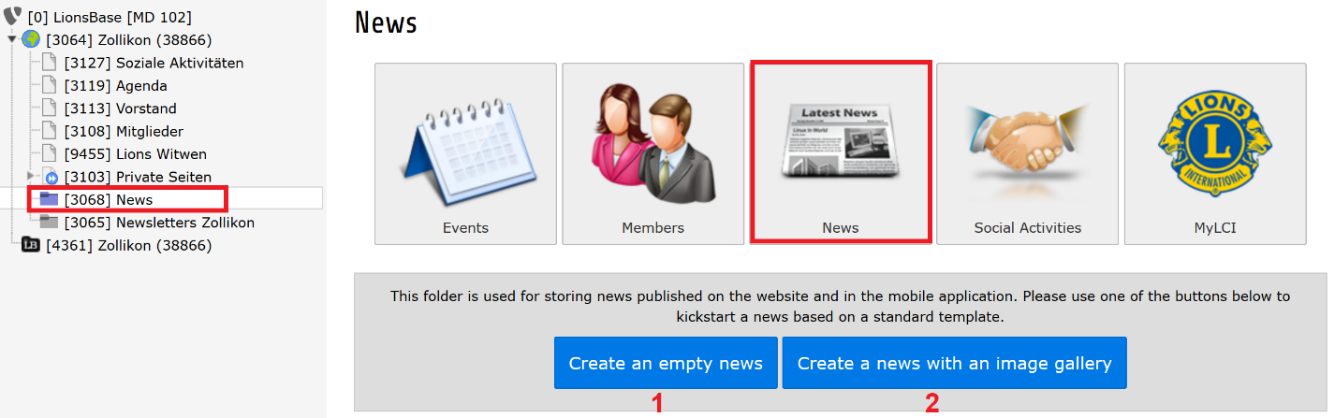 [0] LionsBase [MD 102]
[3064] Zollikon (38866)
[3127] Soziale Aktivitäten
[3119] Agenda
[3113] Vorstand
[3108] Mitglieder
[9455] Lions Witwen
[3103] Private Seiten
[3068] News
[3065] Newsletters Zollikon
LB
[4361] Zollikon (38866)
News
Latest News
Linux in World
LIONS
L
INTERNATIONAL
Events
Members
News
Social Activities
MyLCI
This folder is used for storing news published on the website and in the mobile application. Please use one of the buttons below to
kickstart a news based on a standard template.
Create an empty news
Create a news with an image gallery
1
2